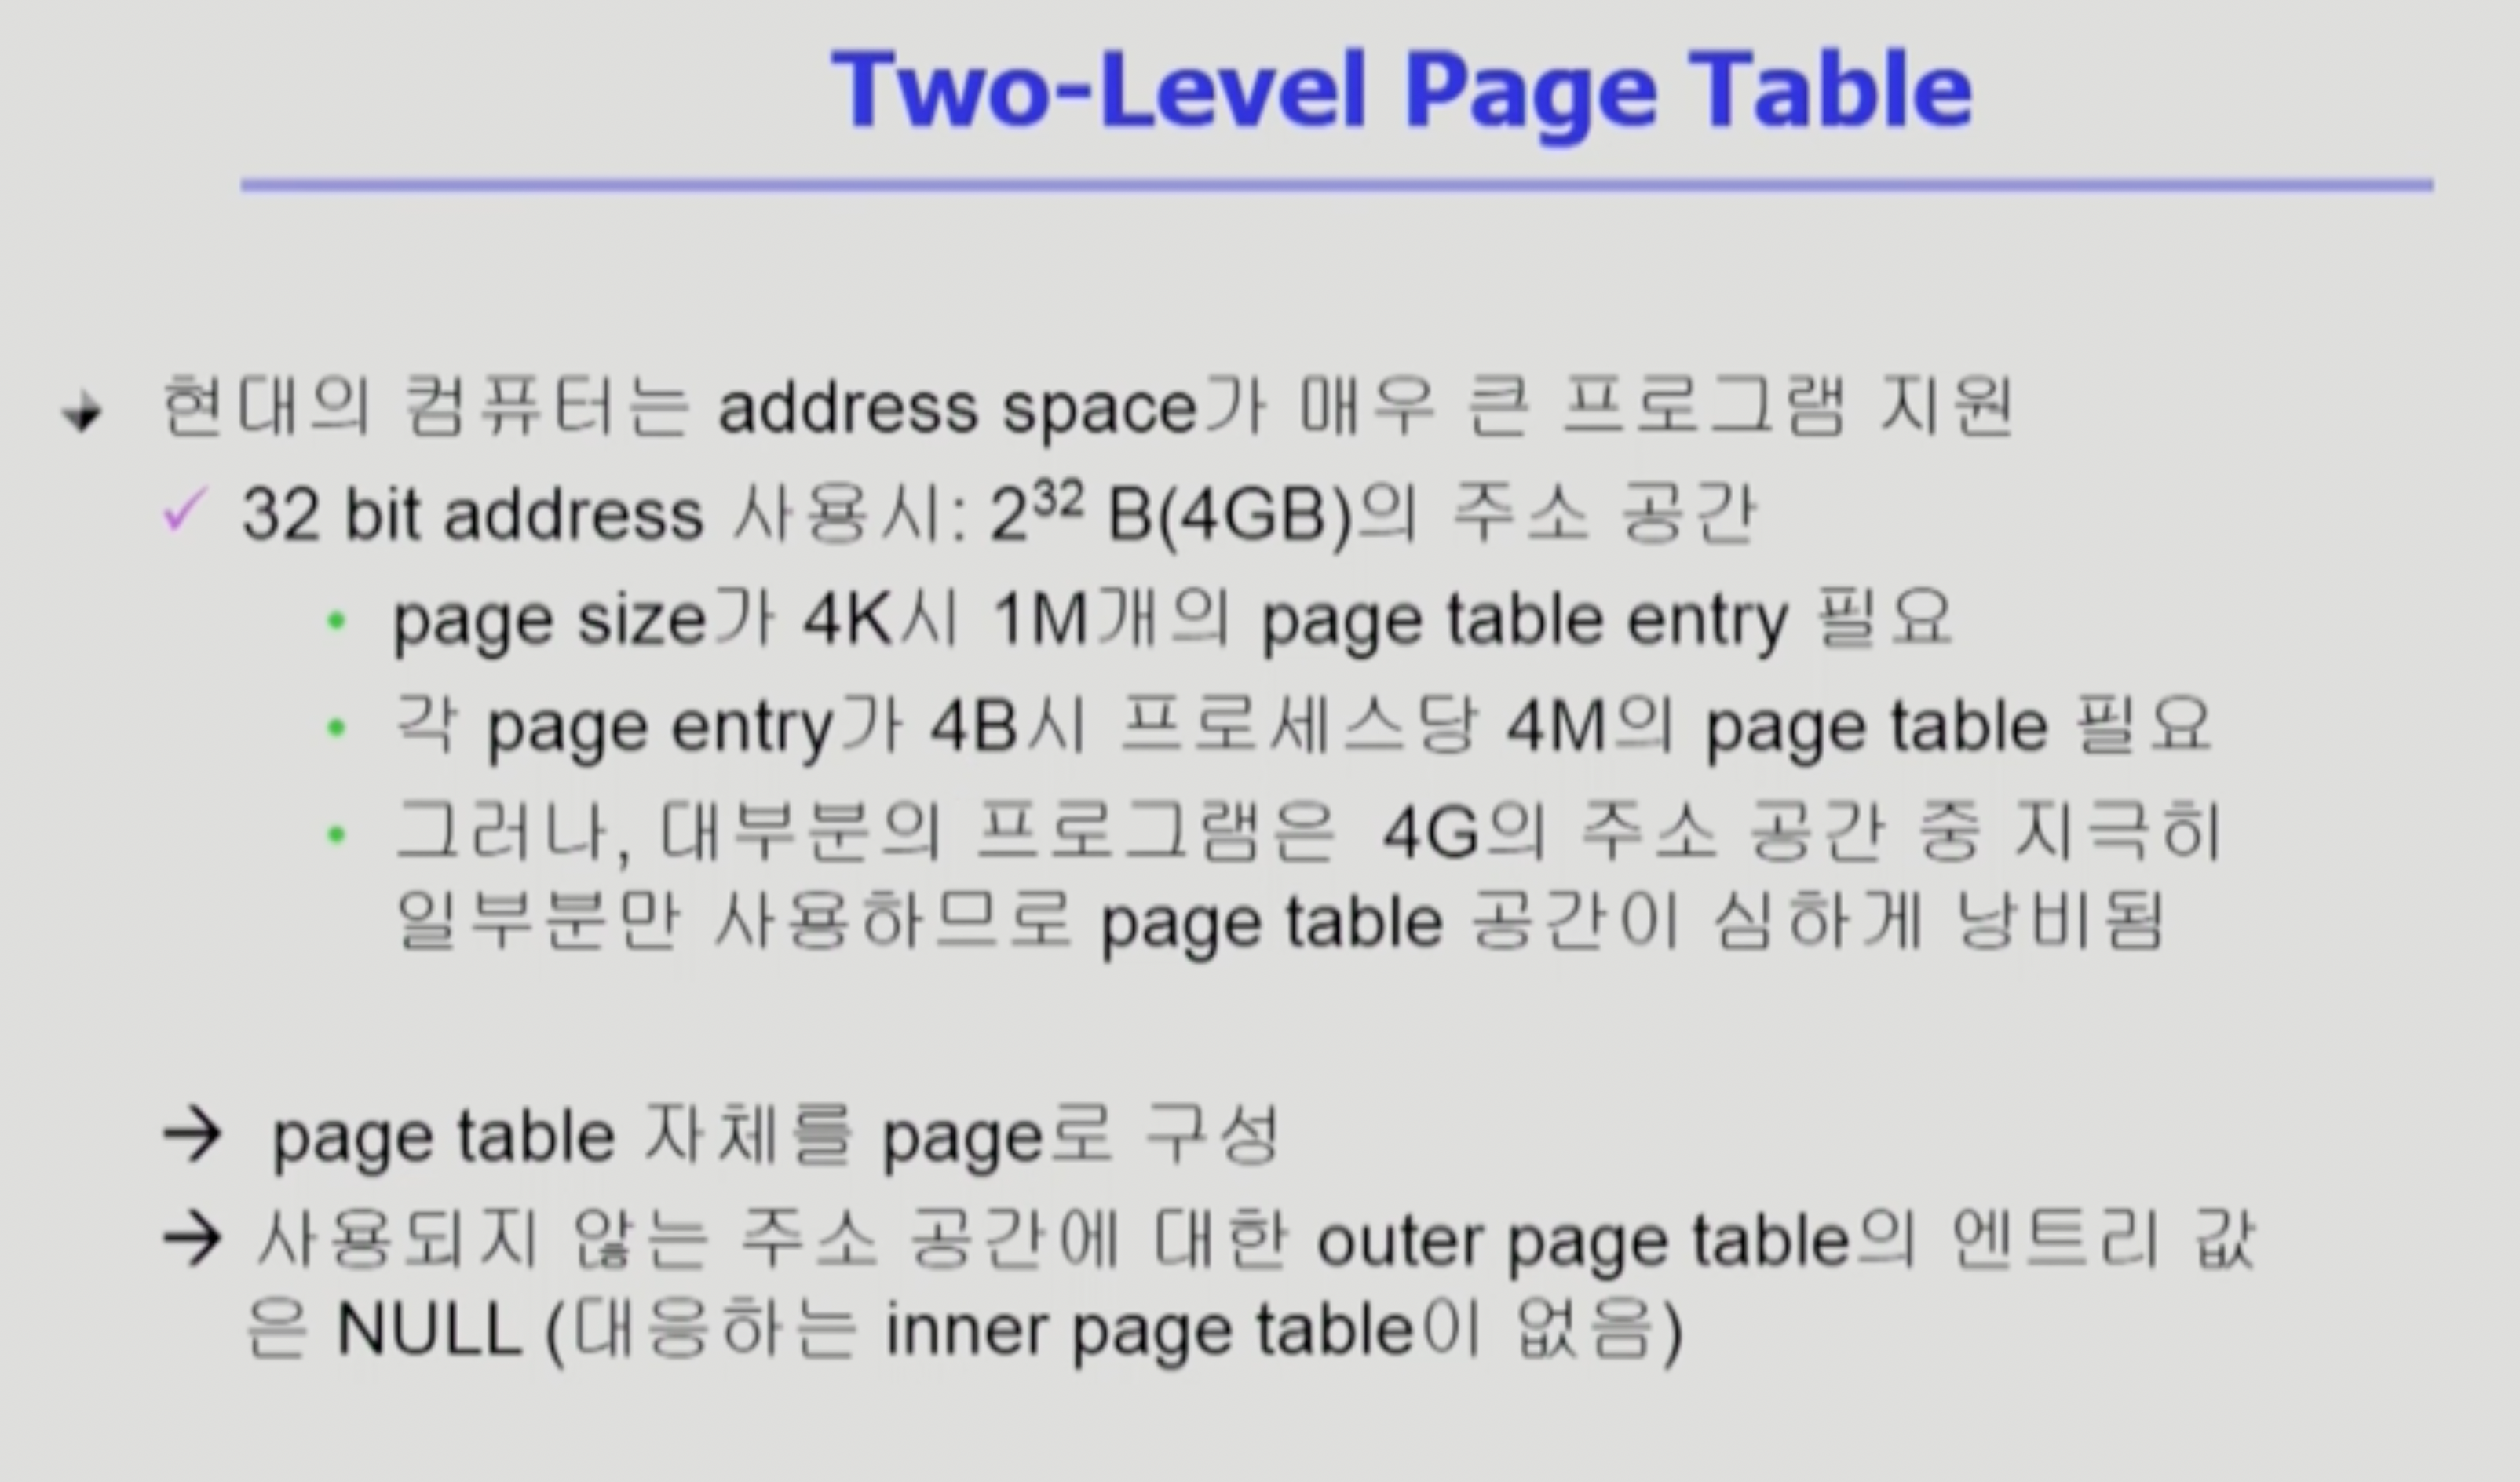 Two-Level Page Table
현대의 컴퓨터는 address space가 매우 큰 프로그램 지원
✓ 32 bit address 사용시: 2³² B(4GB)의 주소 공간
• page size가 4K시 1M개의 page table entry 필요
• 각 page entry가 4B시 프로세스당 4M의 page table 필요
• 그러나, 대부분의 프로그램은 4G의 주소 공간 중 지극히
일부분만 사용하므로 page table 공간이 심하게 낭비됨
→ page table 자체를 page로 구성
→ 사용되지 않는 주소 공간에 대한 outer page table의 엔트리 값
은 NULL (대응하는 inner page table이 없음)